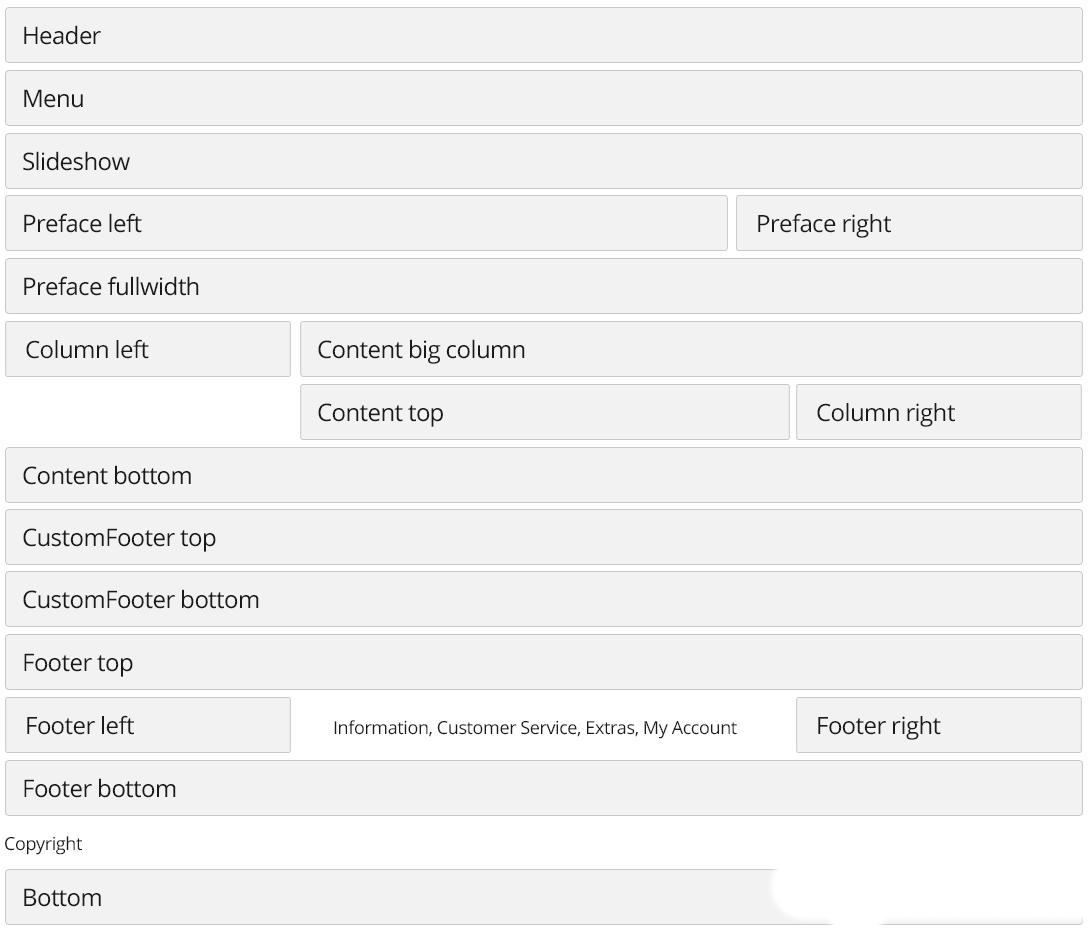 Header
Menu
Slideshow
Preface left
Preface right
Preface fullwidth
Column left
Content big column
Content top
Column right
Content bottom
CustomFooter top
CustomFooter bottom
Footer top
Footer left
Information, Customer Service, Extras, My Account
Footer right
Footer bottom
Copyright
Bottom